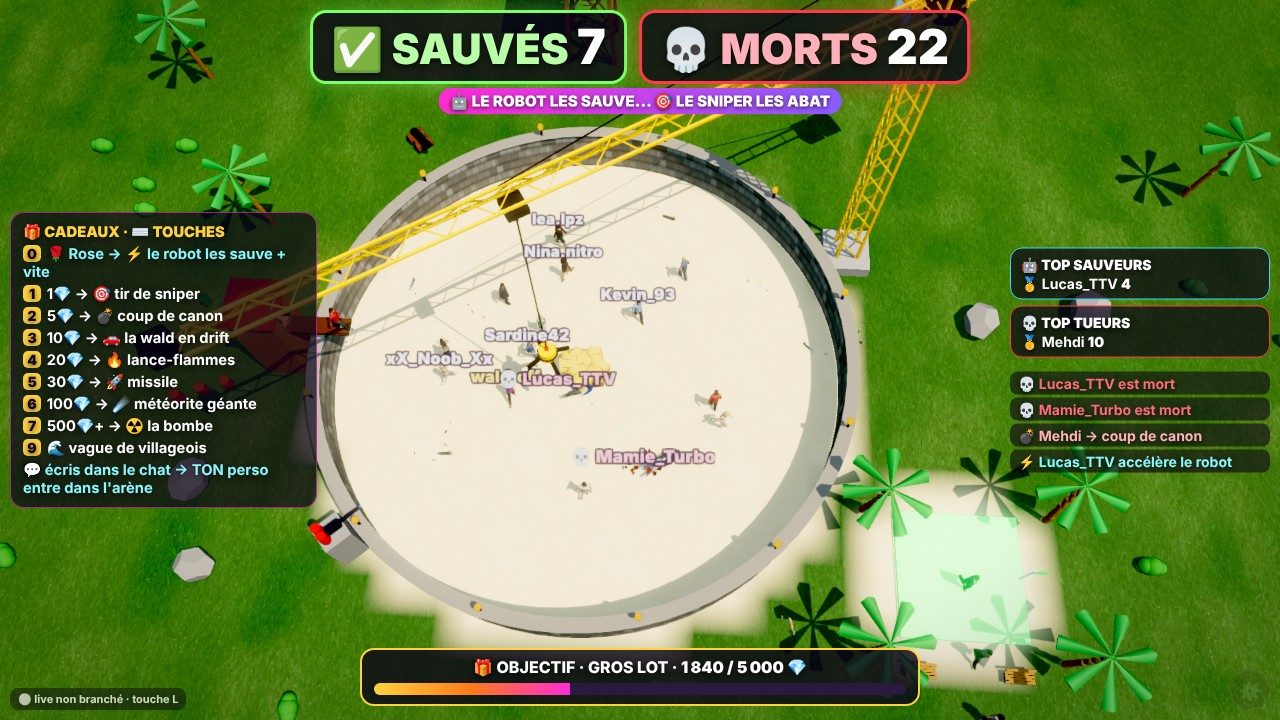 ✅ SAUVÉS 7
💀 MORTS 22
🤖 LE ROBOT LES SAUVE... 🎯 LE SNIPER LES ABAT
🎁 CADEAUX · ⌨️ TOUCHES
0 🌹 Rose → ⚡ le robot les sauve +
vite
1 1💎 → 🎯 tir de sniper
2 5💎 → 💣 coup de canon
3 10💎 → 🚗 la wald en drift
4 20💎 → 🔥 lance-flammes
5 30💎 → 🚀 missile
6 100💎 → ☄️ météorite géante
7 500💎+ → ☢️ la bombe
9 🌊 vague de villageois
💬 écris dans le chat → TON perso
entre dans l'arène
lea.lpz
Nina.nitro
Kevin_93
Sardine42
xX_Noob_Xx
💀 Lucas_TTV
💀 Mamie_Turbo
🤖 TOP SAUVEURS
🥇 Lucas_TTV 4
💀 TOP TUEURS
🥇 Mehdi 10
💀 Lucas_TTV est mort
💀 Mamie_Turbo est mort
💣 Mehdi → coup de canon
⚡ Lucas_TTV accélère le robot
🎁 OBJECTIF · GROS LOT · 1 840 / 5 000 💎
live non branché · touche L